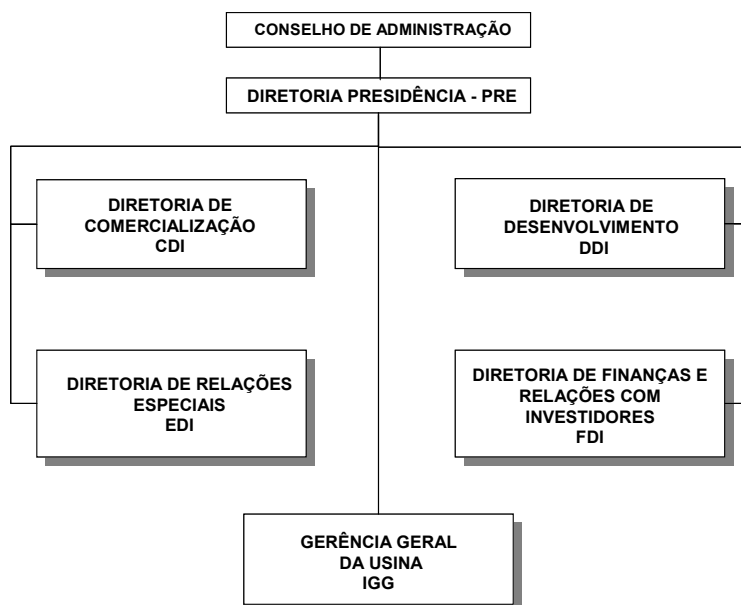 CONSELHO DE ADMINISTRAÇÃO
DIRETORIA PRESIDÊNCIA - PRE
DIRETORIA DE
COMERCIALIZAÇÃO
CDI
DIRETORIA DE
DESENVOLVIMENTO
DDI
DIRETORIA DE RELAÇÕES
ESPECIAIS
EDI
DIRETORIA DE FINANÇAS E
RELAÇÕES COM
INVESTIDORES
FDI
GERÊNCIA GERAL
DA USINA
IGG